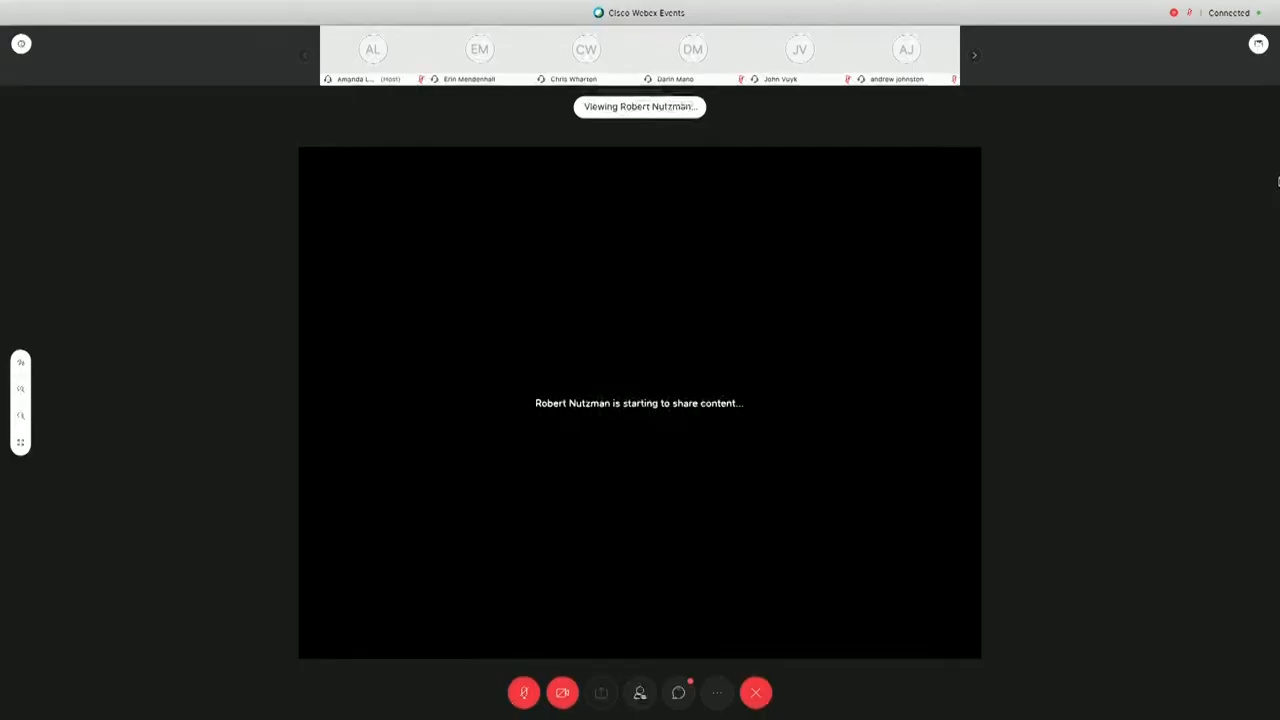 Cisco Webex Events
Connected
AL
EM
CW
DM
JV
AJ
Amanda L... (Host)
Erin Mendenhall
Chris Wharton
Darin Mano
John Vuyk
andrew johnston
Viewing Robert Nutzman...
Robert Nutzman is starting to share content...